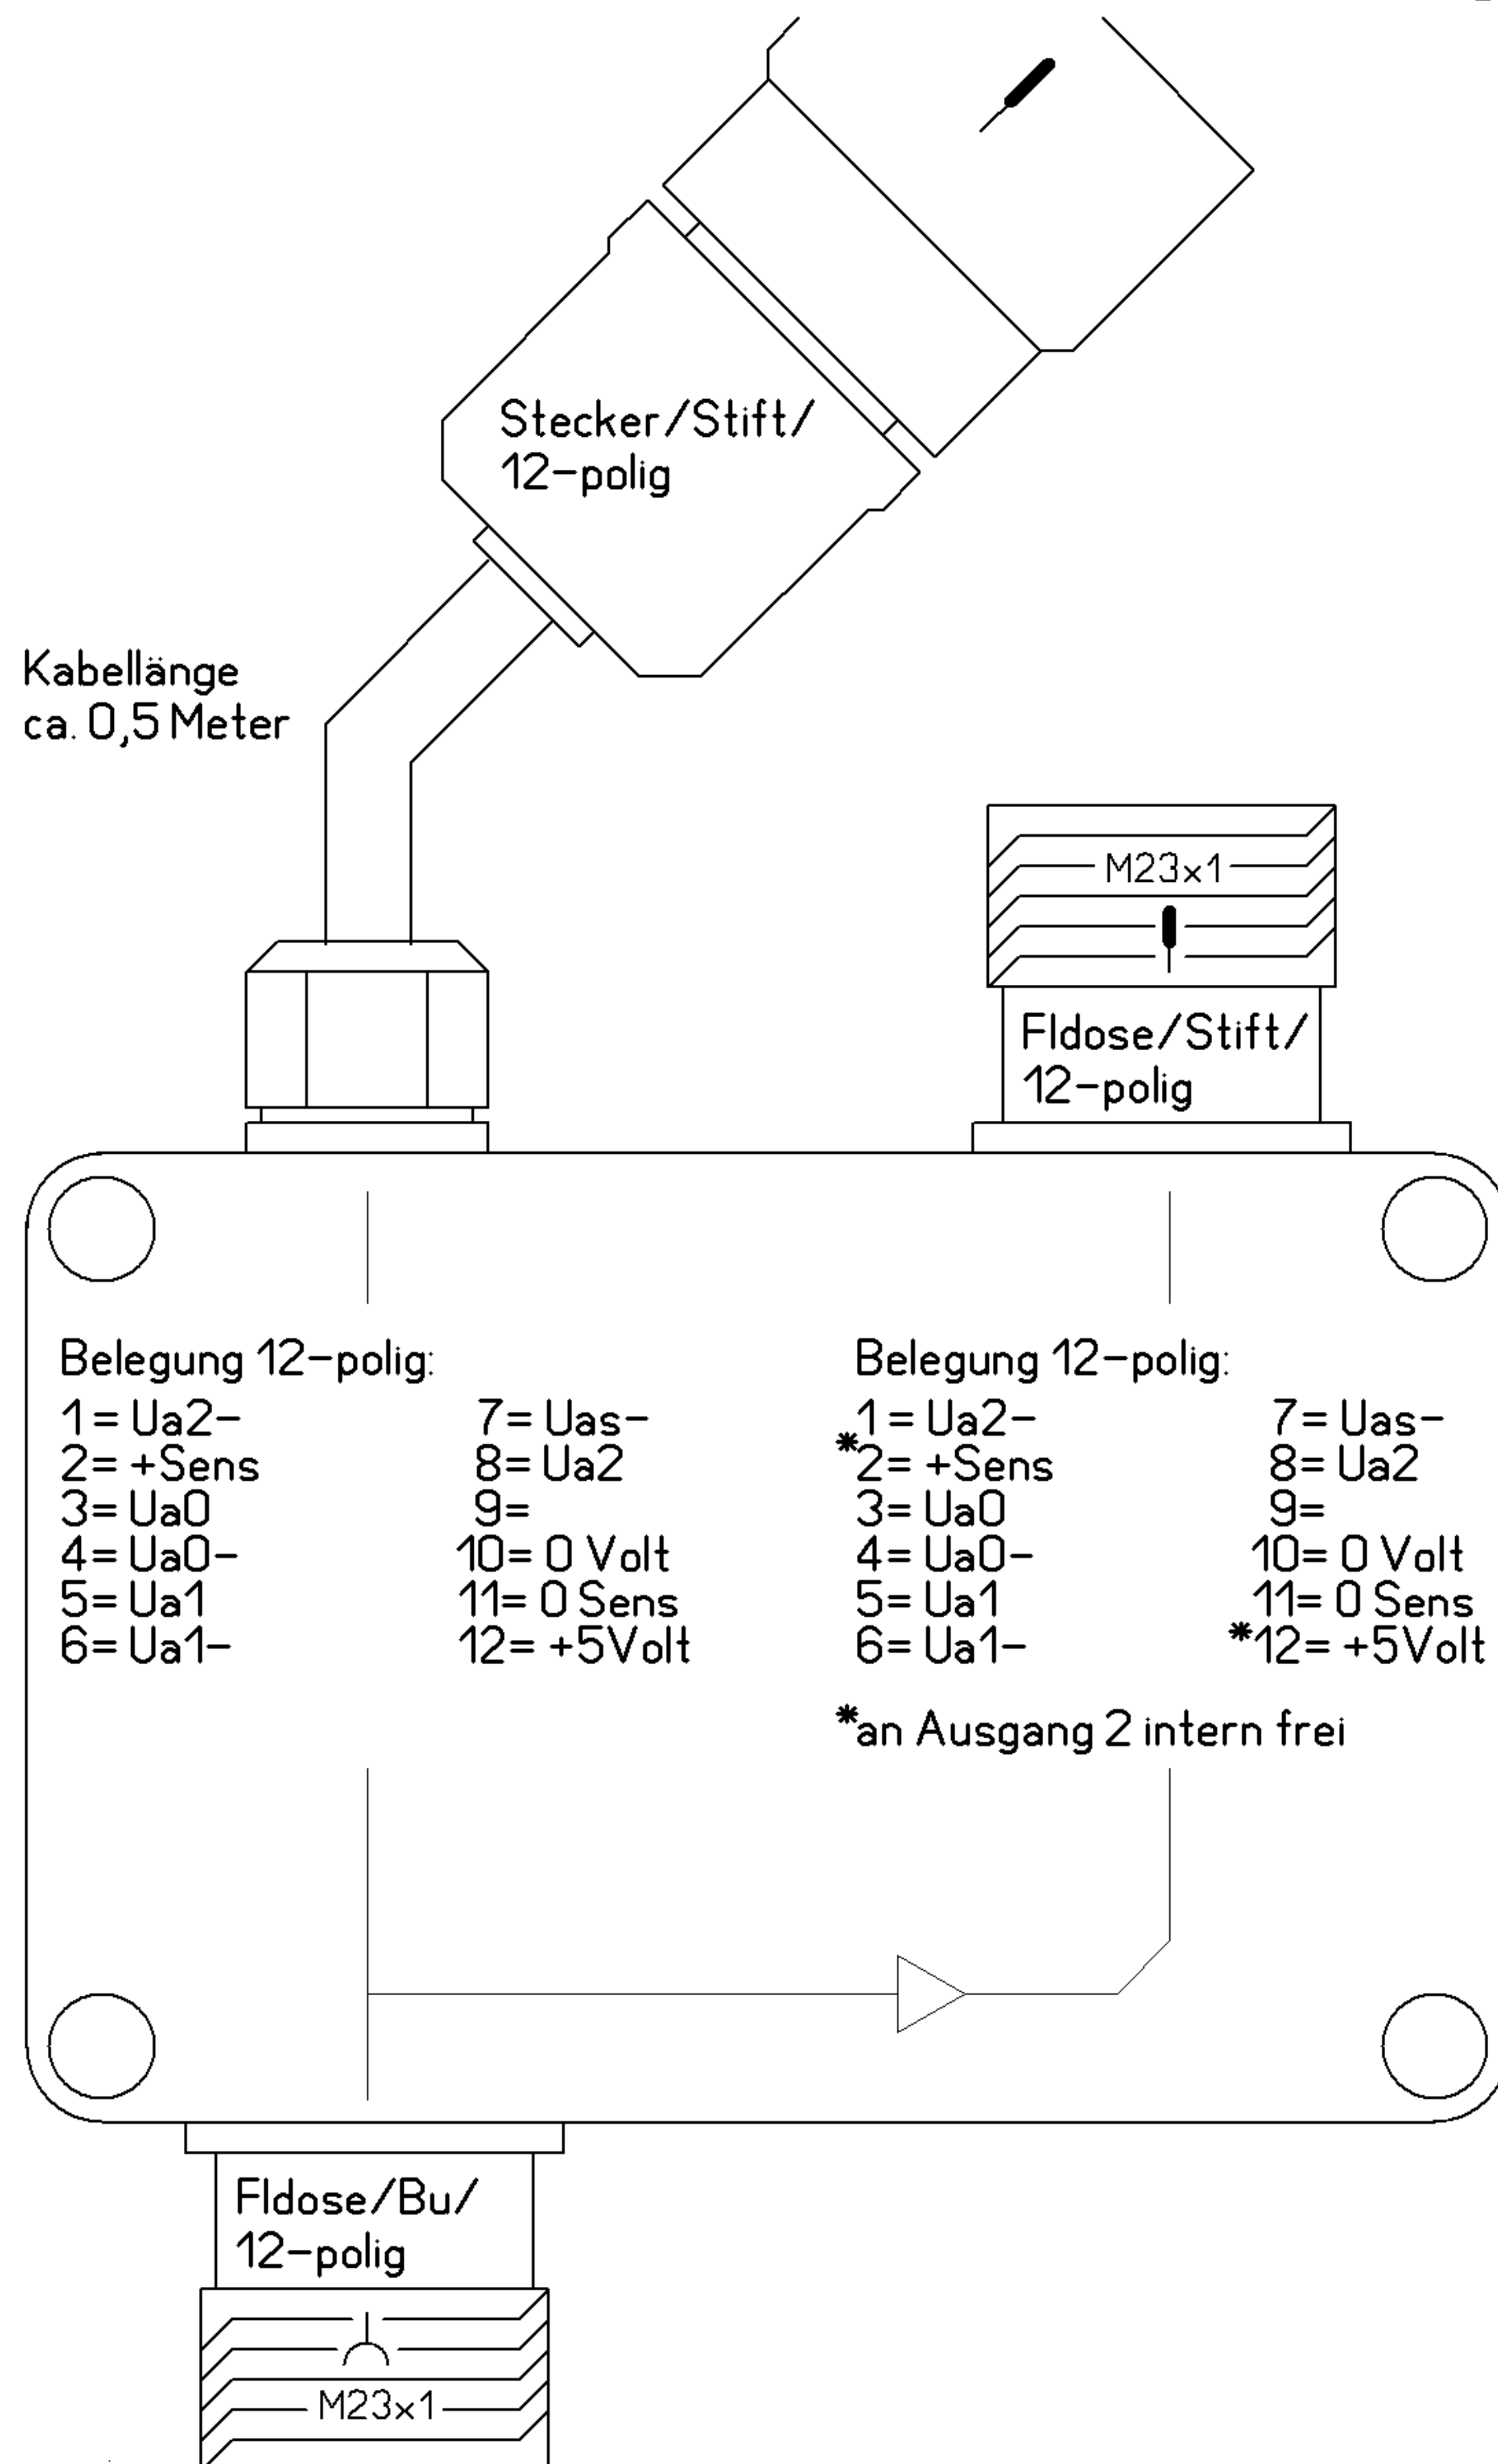 Stecker/Stift/
12-polig
Kabellänge
ca. 0,5 Meter
M23x1
Fldose/Stift/
12-polig
Belegung 12-polig:
1= Ua2-
2= +Sens
3= Ua0
4= Ua0-
5= Ua1
6= Ua1-
7= Uas-
8= Ua2
9=
10= 0 Volt
11= 0 Sens
12= +5Volt
Belegung 12-polig:
1= Ua2-
*2= +Sens
3= Ua0
4= Ua0-
5= Ua1
6= Ua1-
7= Uas-
8= Ua2
9=
10= 0 Volt
11= 0 Sens
*12= +5Volt
*an Ausgang 2 intern frei
Fldose/Bu/
12-polig
M23x1